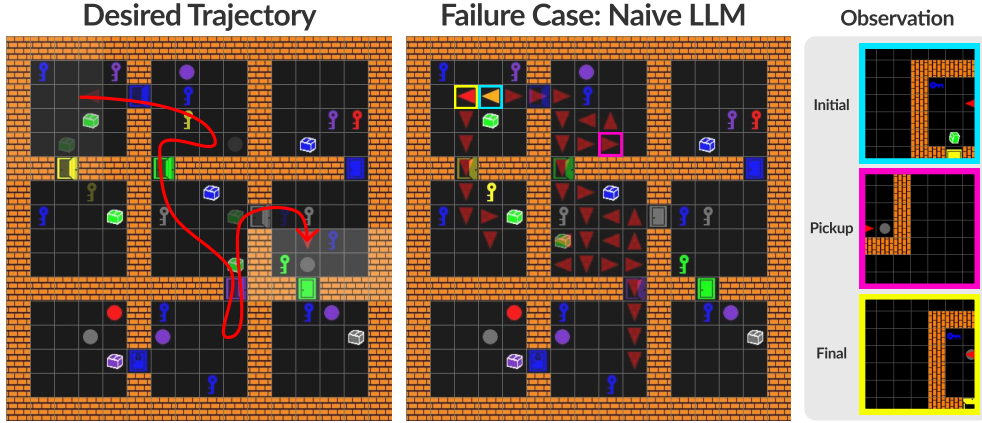 Desired Trajectory
Failure Case: Naive LLM
Observation
Initial
Pickup
Final